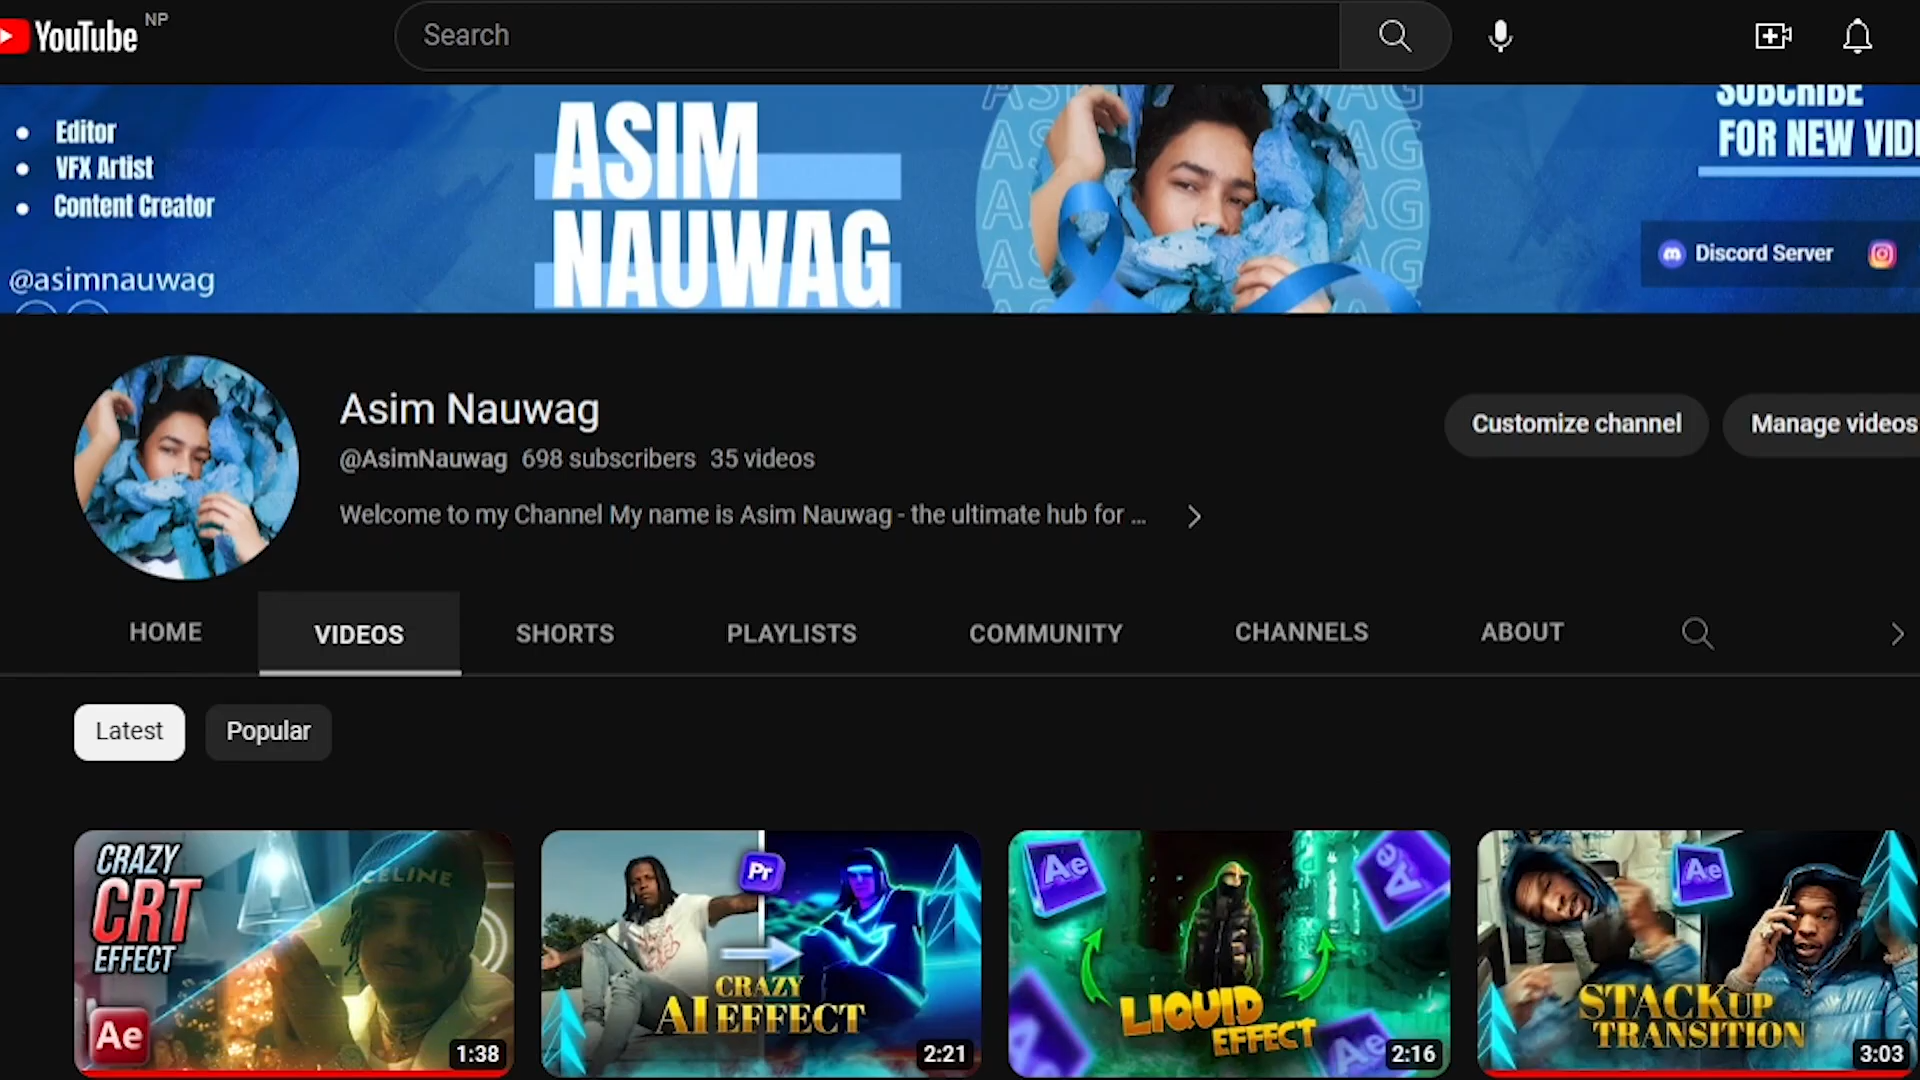 YouTube NP
Search
Editor
VFX Artist
Content Creator
@asimnauwag
ASIM
NAUWAG
SUBCRIBE
FOR NEW VID
Discord Server
Asim Nauwag
@AsimNauwag 698 subscribers 35 videos
Welcome to my Channel My name is Asim Nauwag - the ultimate hub for ...
Customize channel
Manage videos
HOME
VIDEOS
SHORTS
PLAYLISTS
COMMUNITY
CHANNELS
ABOUT
Latest
Popular
CRAZY
CRT
EFFECT
CELINE
Ae
1:38
Pr
CRAZY
AI EFFECT
2:21
Ae
Ae
LIQUID
EFFECT
Ae
2:16
Ae
STACKUP
TRANSITION
3:03